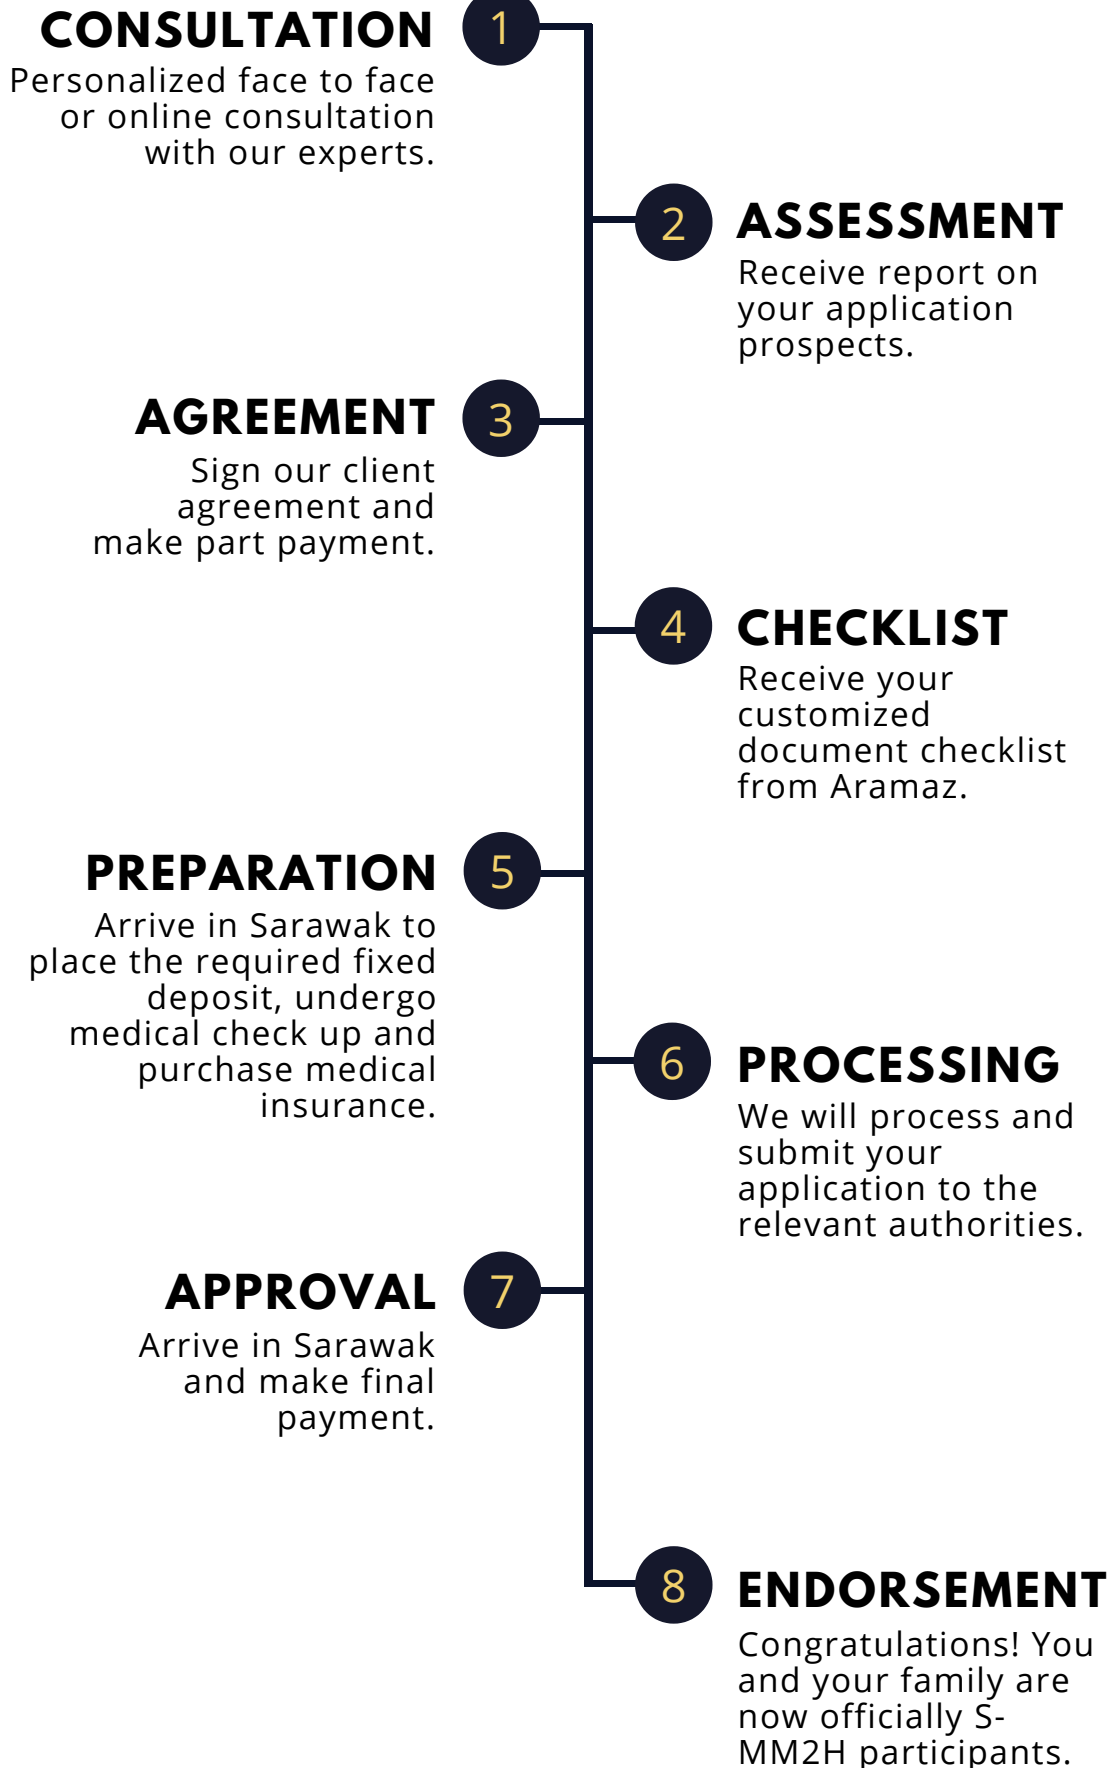 1
CONSULTATION
Personalized face to face
or online consultation
with our experts.
2
ASSESSMENT
Receive report on
your application
prospects.
3
AGREEMENT
Sign our client
agreement and
make part payment.
4
CHECKLIST
Receive your
customized
document checklist
from Aramaz.
5
PREPARATION
Arrive in Sarawak to
place the required fixed
deposit, undergo
medical check up and
purchase medical
insurance.
6
PROCESSING
We will process and
submit your
application to the
relevant authorities.
7
APPROVAL
Arrive in Sarawak
and make final
payment.
8
ENDORSEMENT
Congratulations! You
and your family are
now officially S-
MM2H participants.